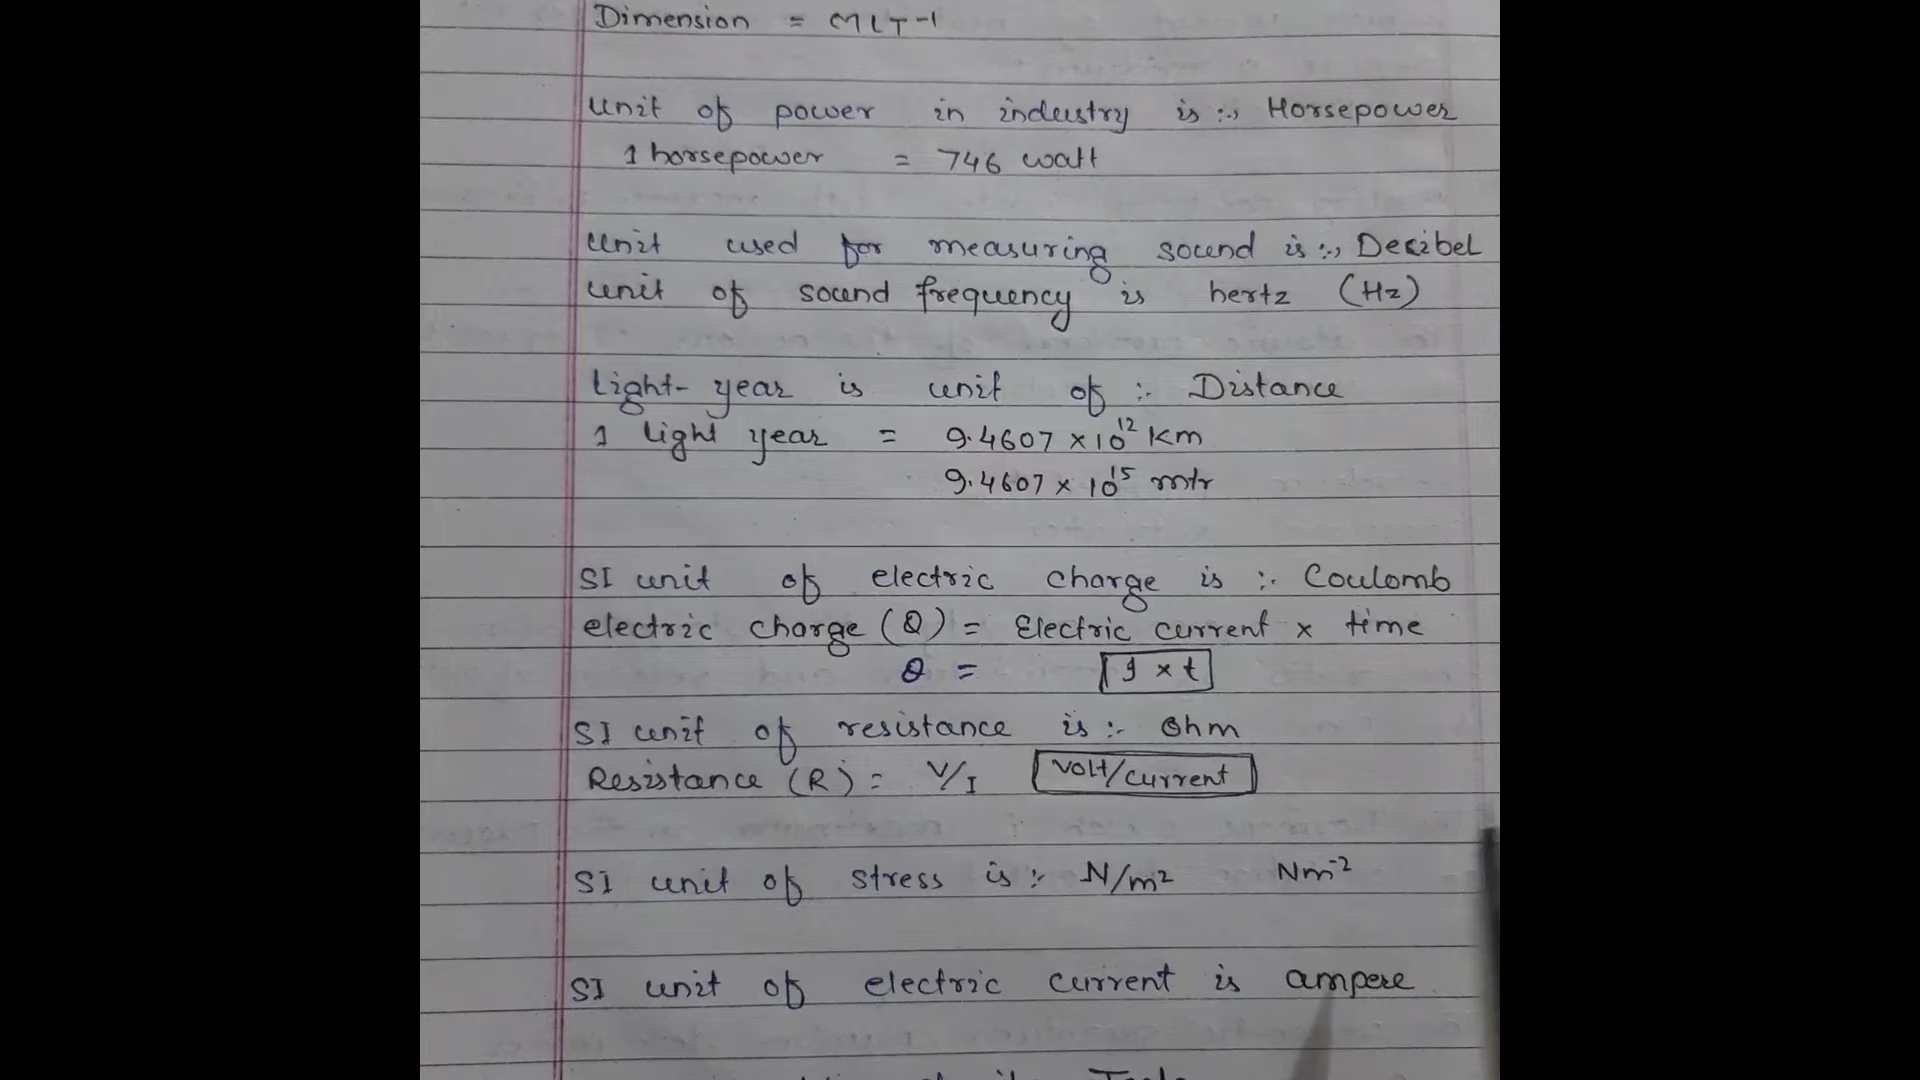 Dimension = MLT-1
unit of power in industry is :-, Horsepower
1 horsepower = 746 watt
unit used for measuring sound is :-, Decibel
unit of sound frequency is hertz (Hz)
Light-year is unit of :- Distance
1 light year = 9.4607 × 10¹² Km
9.4607 × 10¹⁵ mtr
SI unit of electric charge is :- Coulomb
electric charge (Q) = Electric current × time
Q = I × t
SI unit of resistance is :- Ohm
Resistance (R) = V/I volt/current
SI unit of stress is :- N/m² Nm⁻²
SI unit of electric current is ampere